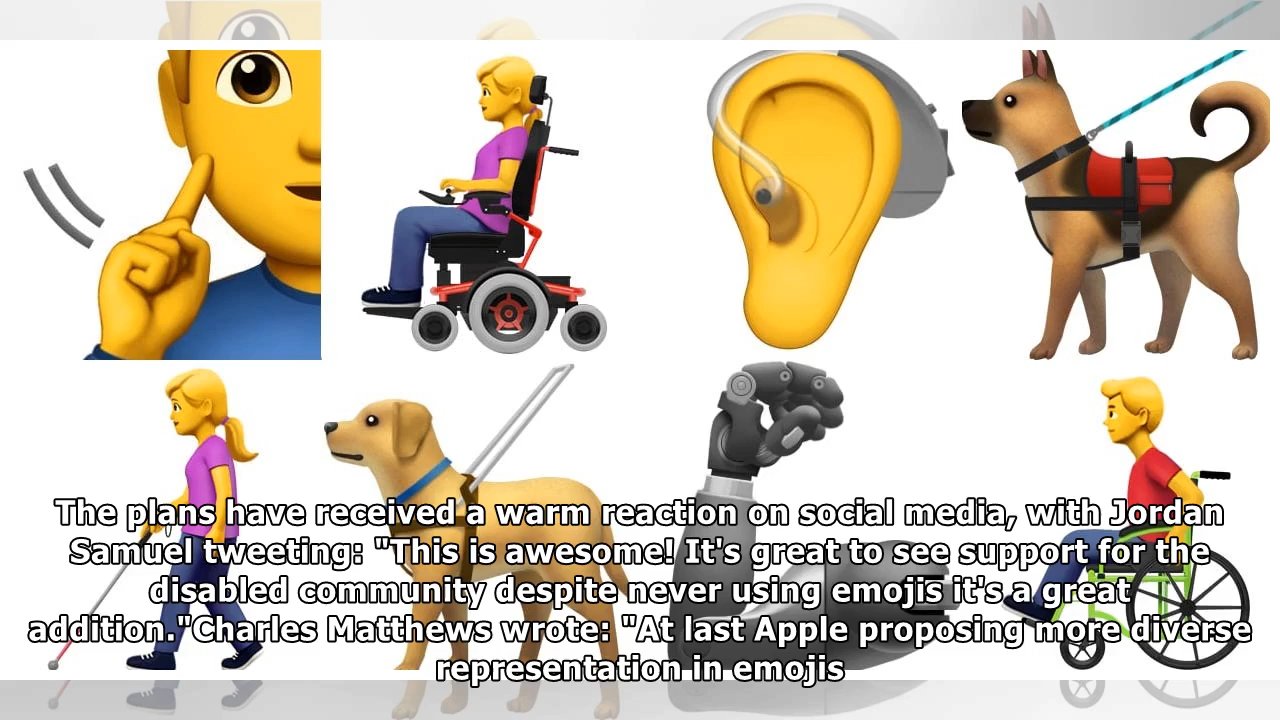 The plans have received a warm reaction on social media, with Jordan
Samuel tweeting: "This is awesome! It's great to see support for the
disabled community despite never using emojis it's a great
addition."Charles Matthews wrote: "At last Apple proposing more diverse
representation in emojis